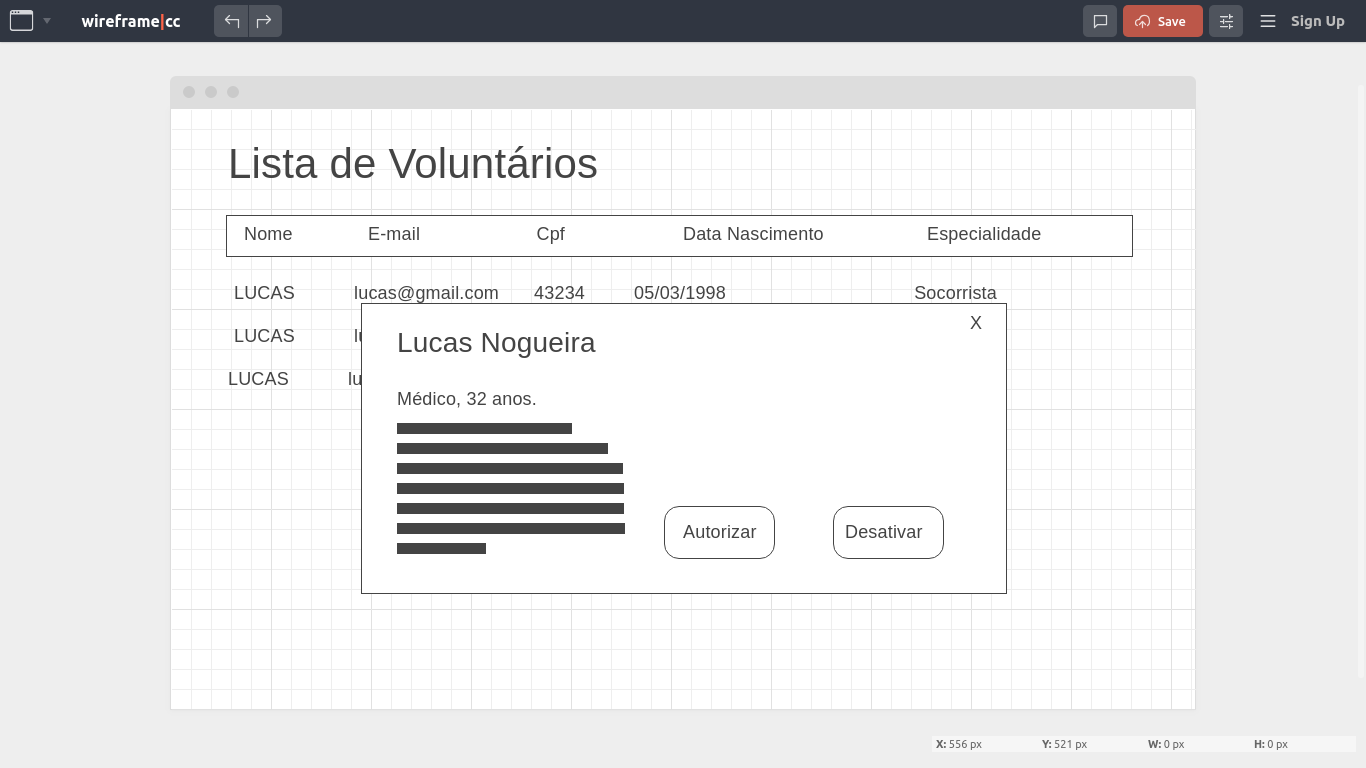 wireframe|cc
Save
Sign Up
Lista de Voluntários
Nome E-mail Cpf Data Nascimento Especialidade
LUCAS lucas@gmail.com 43234 05/03/1998 Socorrista
X
LUCAS lu
Lucas Nogueira
LUCAS lu
Médico, 32 anos.
Autorizar Desativar
X: 556 px Y: 521 px W: 0 px H: 0 px